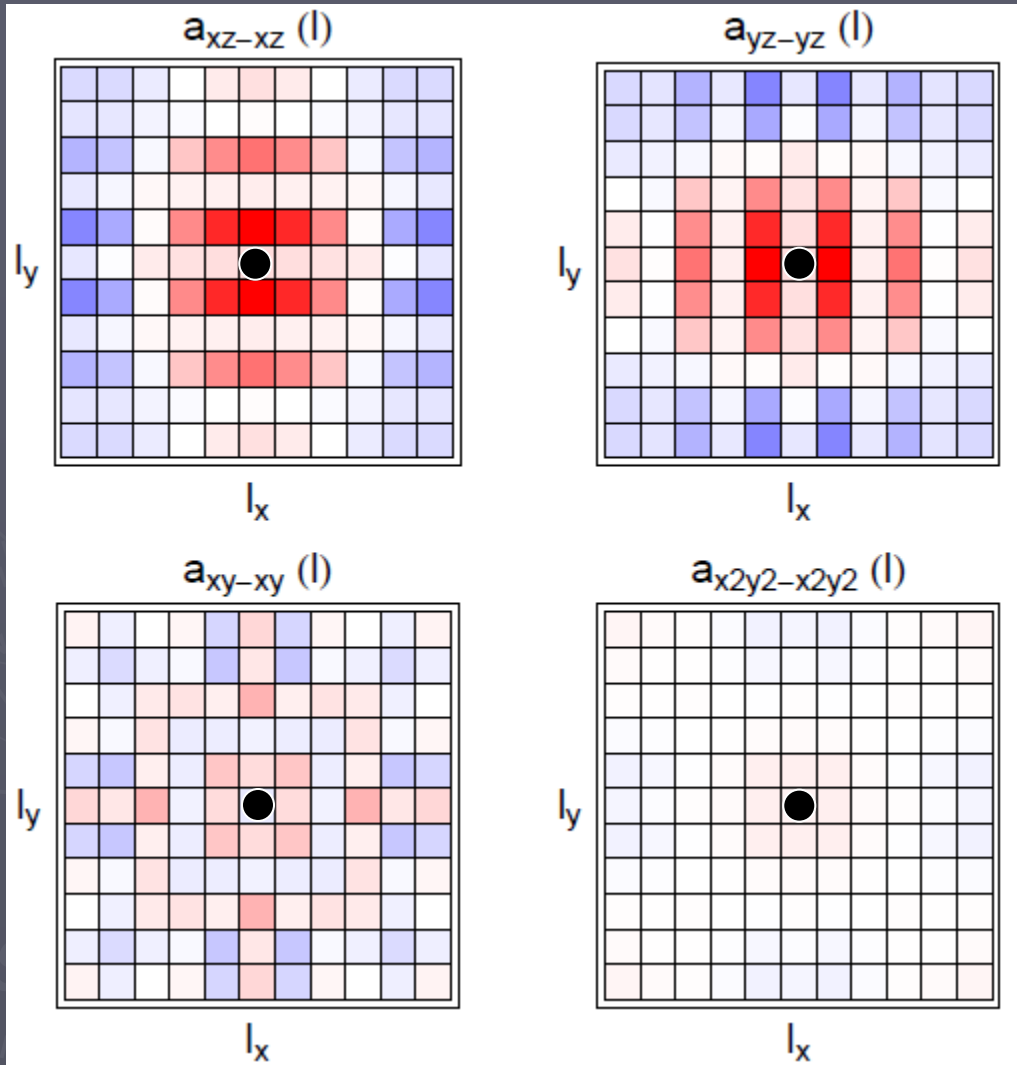 a_xz−xz (l)
a_yz−yz (l)
l_y
l_y
l_x
l_x
a_xy−xy (l)
a_x2y2−x2y2 (l)
l_y
l_y
l_x
l_x